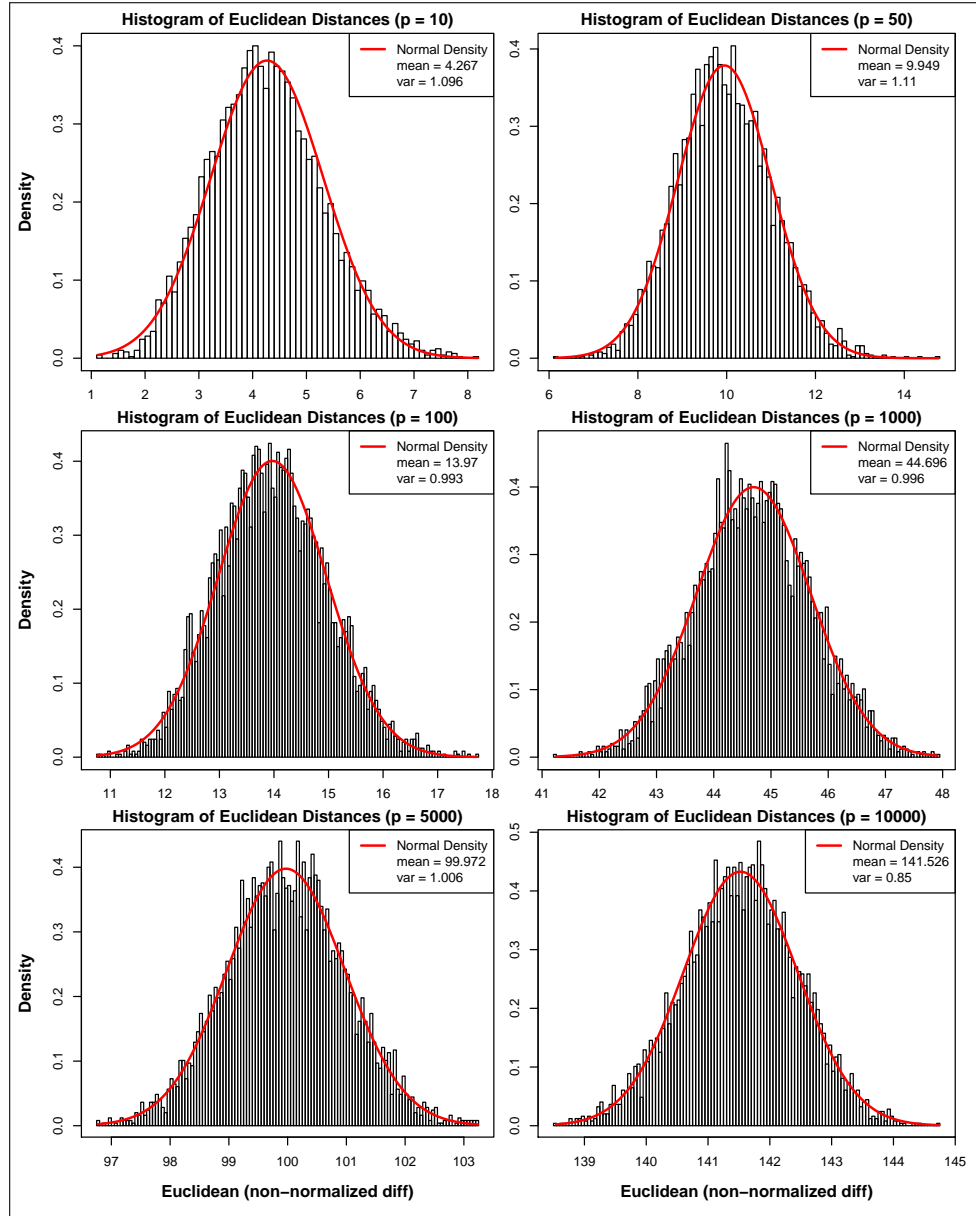 Histogram of Euclidean Distances (p = 10)
Normal Density
mean = 4.267
var = 1.096
Density
0.0 0.1 0.2 0.3 0.4
1 2 3 4 5 6 7 8
Histogram of Euclidean Distances (p = 50)
Normal Density
mean = 9.949
var = 1.11
0.0 0.1 0.2 0.3 0.4
6 8 10 12 14
Histogram of Euclidean Distances (p = 100)
Normal Density
mean = 13.97
var = 0.993
Density
0.0 0.1 0.2 0.3 0.4
11 12 13 14 15 16 17 18
Histogram of Euclidean Distances (p = 1000)
Normal Density
mean = 44.696
var = 0.996
0.0 0.1 0.2 0.3 0.4
41 42 43 44 45 46 47 48
Histogram of Euclidean Distances (p = 5000)
Normal Density
mean = 99.972
var = 1.006
Density
0.0 0.1 0.2 0.3 0.4
97 98 99 100 101 102 103
Euclidean (non−normalized diff)
Histogram of Euclidean Distances (p = 10000)
Normal Density
mean = 141.526
var = 0.85
0.0 0.1 0.2 0.3 0.4 0.5
139 140 141 142 143 144 145
Euclidean (non−normalized diff)